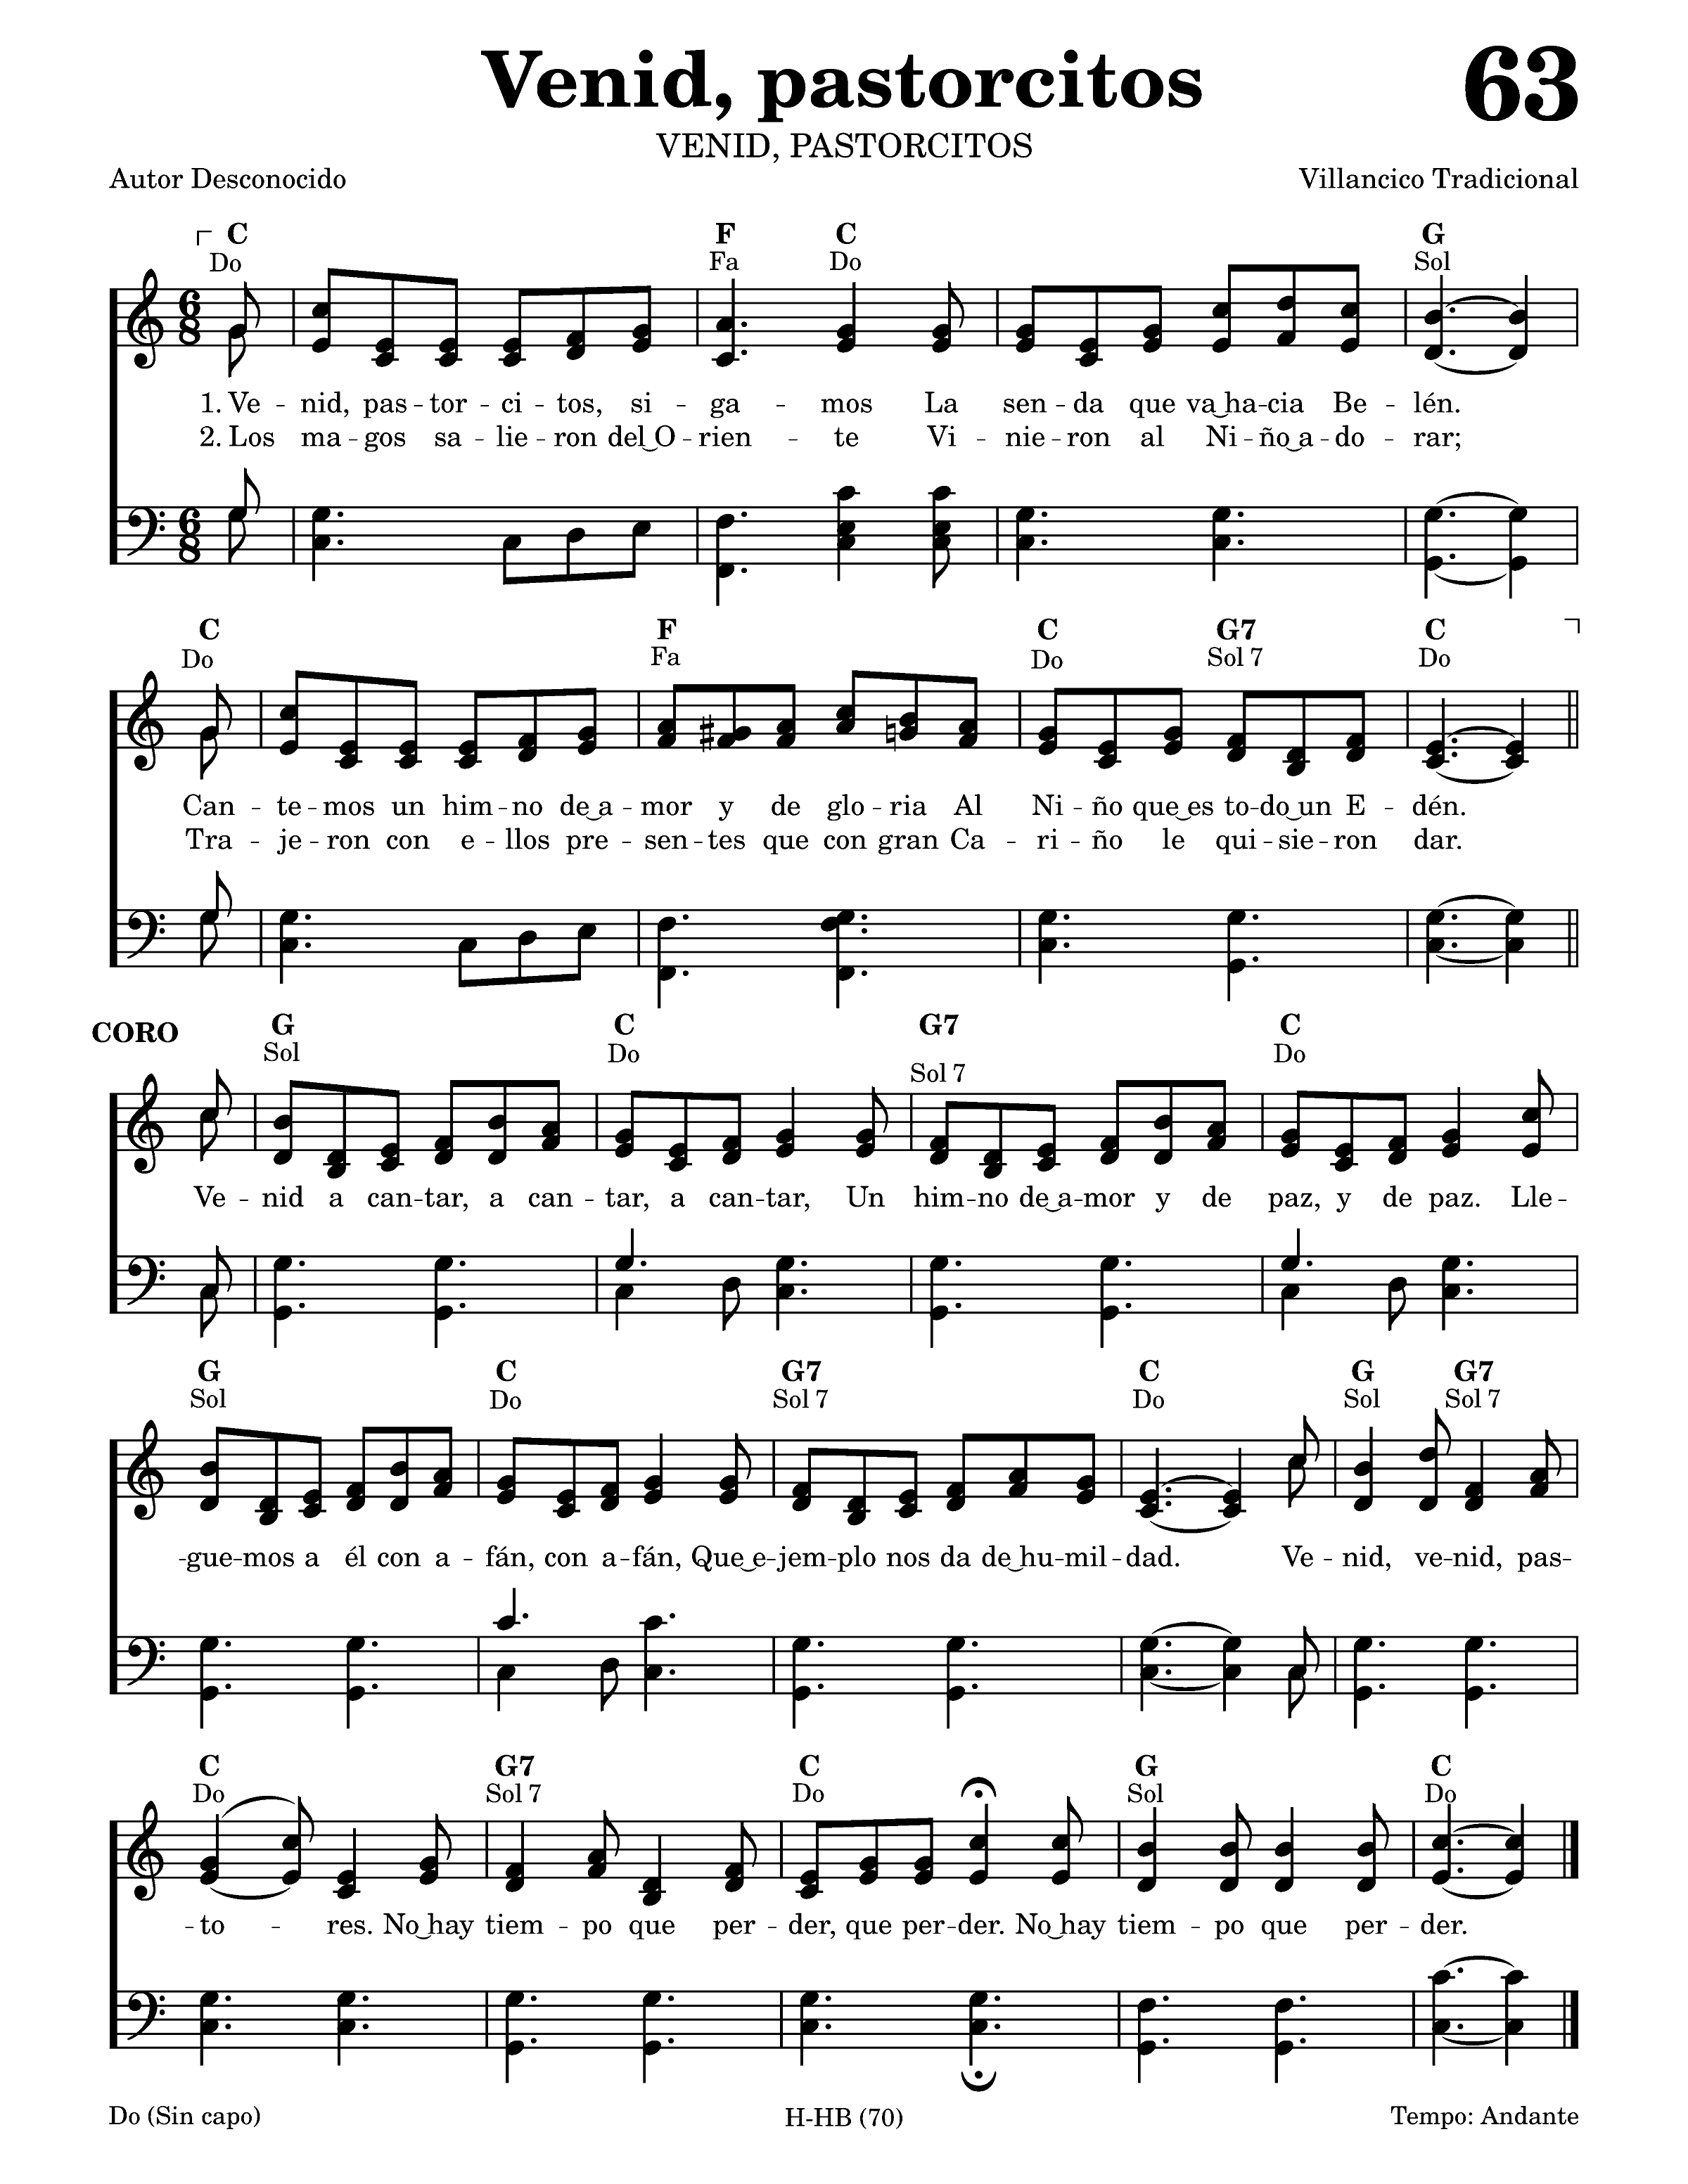 Venid, pastorcitos 63
VENID, PASTORCITOS
Autor Desconocido Villancico Tradicional
C F C G
Do Fa Do Sol
1. Ve -- nid, pas -- tor -- ci -- tos, si -- ga -- mos La sen -- da que va ha -- cia Be -- lén.
2. Los ma -- gos sa -- lie -- ron del O -- rien -- te Vi -- nie -- ron al Ni -- ño a -- do -- rar;
C F C G7 C
Do Fa Do Sol 7 Do
Can -- te -- mos un him -- no de a -- mor y de glo -- ria Al Ni -- ño que es to -- do un E -- dén.
Tra -- je -- ron con e -- llos pre -- sen -- tes que con gran Ca -- ri -- ño le qui -- sie -- ron dar.
CORO G C G7 C
Sol Do Sol 7 Do
Ve -- nid a can -- tar, a can -- tar, a can -- tar, Un him -- no de a -- mor y de paz, y de paz. Lle --
G C G7 C G G7
Sol Do Sol 7 Do Sol Sol 7
-- gue -- mos a él con a -- fán, con a -- fán, Que e -- jem -- plo nos da de hu -- mil -- dad. Ve -- nid, ve -- nid, pas --
C G7 C G C
Do Sol 7 Do Sol Do
-- to -- res. No hay tiem -- po que per -- der, que per -- der. No hay tiem -- po que per -- der.
Do (Sin capo) H-HB (70) Tempo: Andante